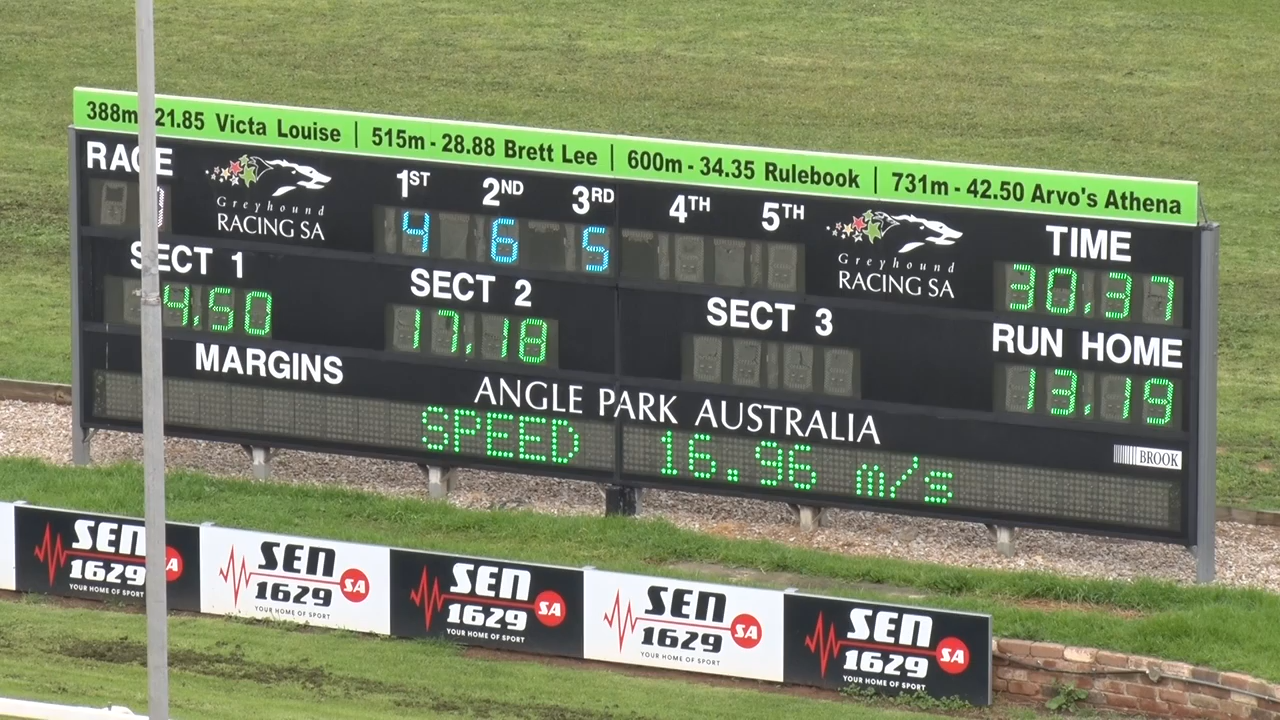 388m 21.85 Victa Louise | 515m - 28.88 Brett Lee | 600m - 34.35 Rulebook | 731m - 42.50 Arvo's Athena
RACE
Greyhound
RACING SA
1ST 2ND 3RD 4TH 5TH
4 6 5
Greyhound
RACING SA
TIME
30.37
SECT 1
4.50
SECT 2
17.18
SECT 3
RUN HOME
13.19
MARGINS
ANGLE PARK AUSTRALIA
SPEED 16.96 m/s
BROOK
SEN
1629
SA
YOUR HOME OF SPORT
SEN
1629
SA
YOUR HOME OF SPORT
SEN
1629
SA
YOUR HOME OF SPORT
SEN
1629
SA
YOUR HOME OF SPORT
SEN
1629
SA
YOUR HOME OF SPORT